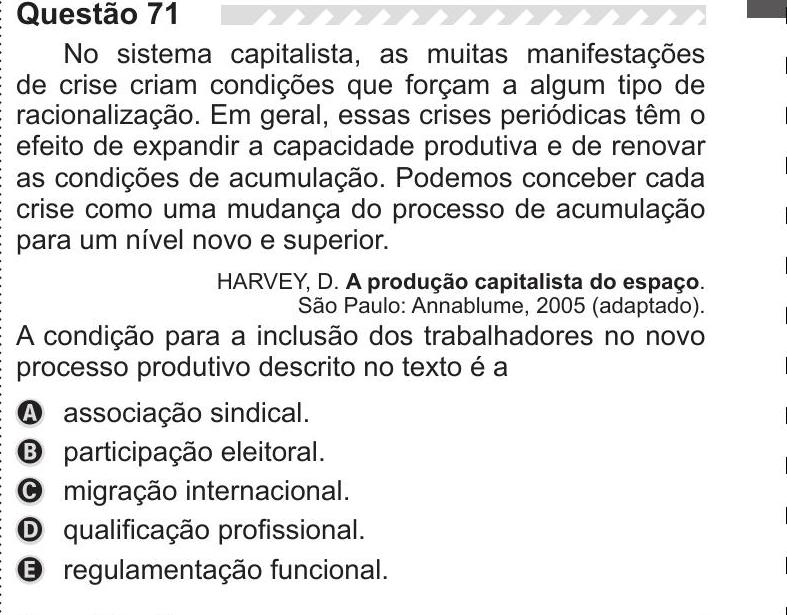 Questão 71
No sistema capitalista, as muitas manifestações
de crise criam condições que forçam a algum tipo de
racionalização. Em geral, essas crises periódicas têm o
efeito de expandir a capacidade produtiva e de renovar
as condições de acumulação. Podemos conceber cada
crise como uma mudança do processo de acumulação
para um nível novo e superior.
HARVEY, D. A produção capitalista do espaço.
São Paulo: Annablume, 2005 (adaptado).
A condição para a inclusão dos trabalhadores no novo
processo produtivo descrito no texto é a
A associação sindical.
B participação eleitoral.
C migração internacional.
D qualificação profissional.
E regulamentação funcional.